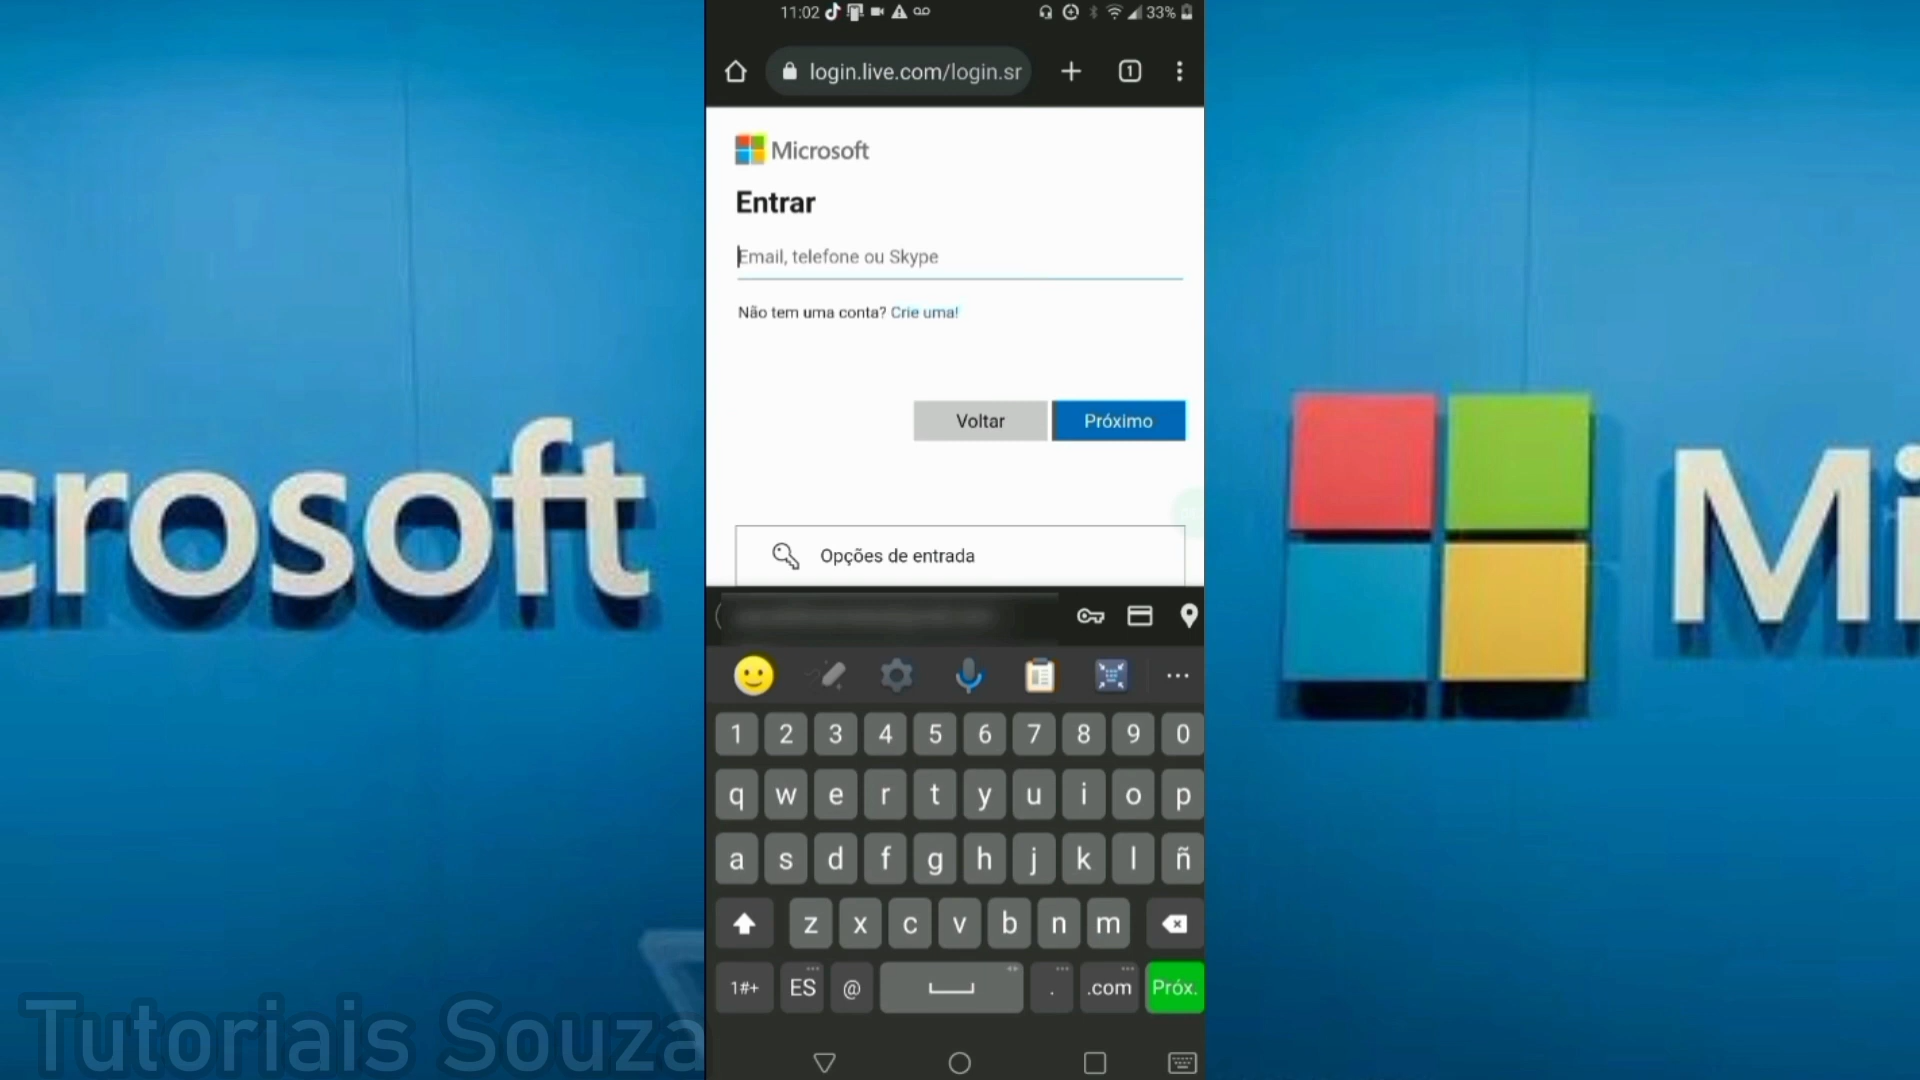 11:02
33%
login.live.com/login.sr
1
Microsoft
Entrar
Email, telefone ou Skype
Não tem uma conta? Crie uma!
Voltar
Próximo
Opções de entrada
1 2 3 4 5 6 7 8 9 0
q w e r t y u i o p
a s d f g h j k l ñ
z x c v b n m
1#+ ES @ . .com Próx.
crosoft
Mi
Tutoriais Souza